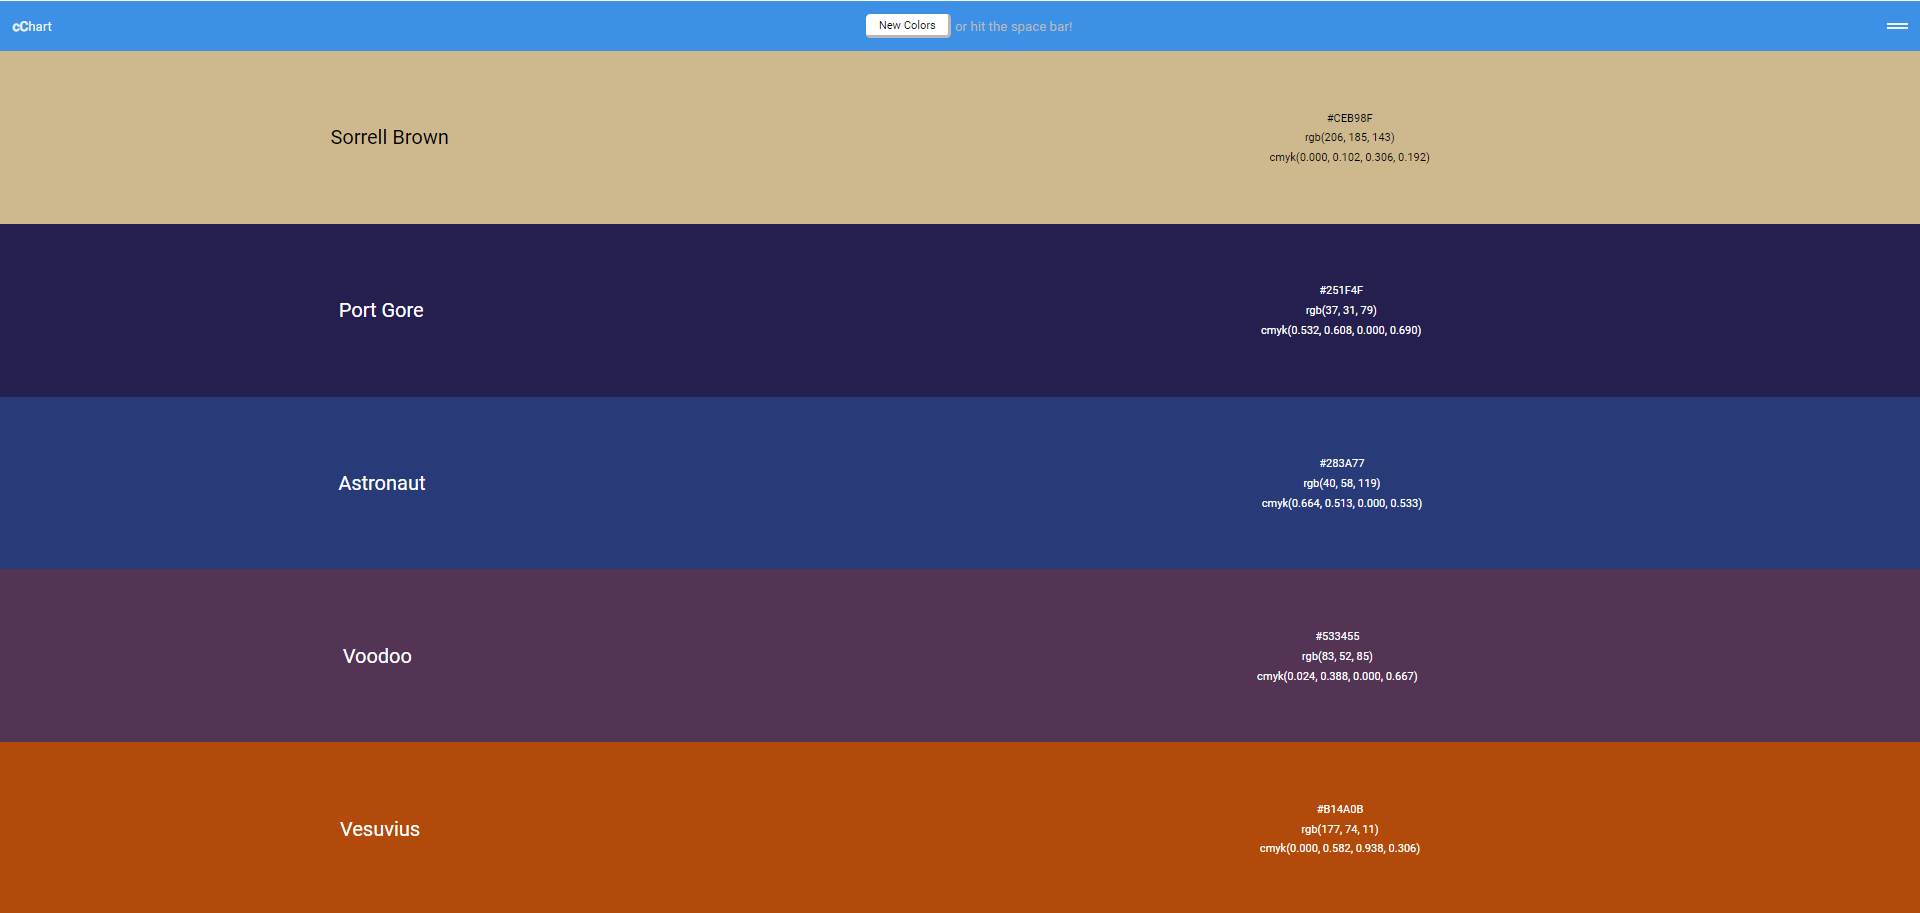 cChart
New Colors or hit the space bar!
Sorrell Brown
#CEB98F
rgb(206, 185, 143)
cmyk(0.000, 0.102, 0.306, 0.192)
Port Gore
#251F4F
rgb(37, 31, 79)
cmyk(0.532, 0.608, 0.000, 0.690)
Astronaut
#283A77
rgb(40, 58, 119)
cmyk(0.664, 0.513, 0.000, 0.533)
Voodoo
#533455
rgb(83, 52, 85)
cmyk(0.024, 0.388, 0.000, 0.667)
Vesuvius
#B14A0B
rgb(177, 74, 11)
cmyk(0.000, 0.582, 0.938, 0.306)